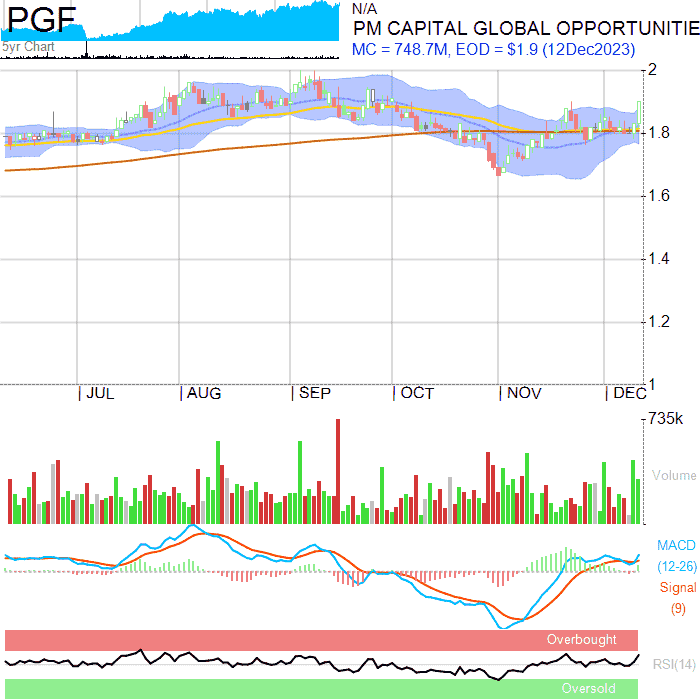 PGF
N/A
PM CAPITAL GLOBAL OPPORTUNITIE
5yr Chart
MC = 748.7M, EOD = $1.9 (12Dec2023)
2
1.8
1.6
1.4
1.2
1
JUL AUG SEP OCT NOV DEC
735k
Volume
MACD
(12-26)
Signal
(9)
Overbought
RSI(14)
Oversold